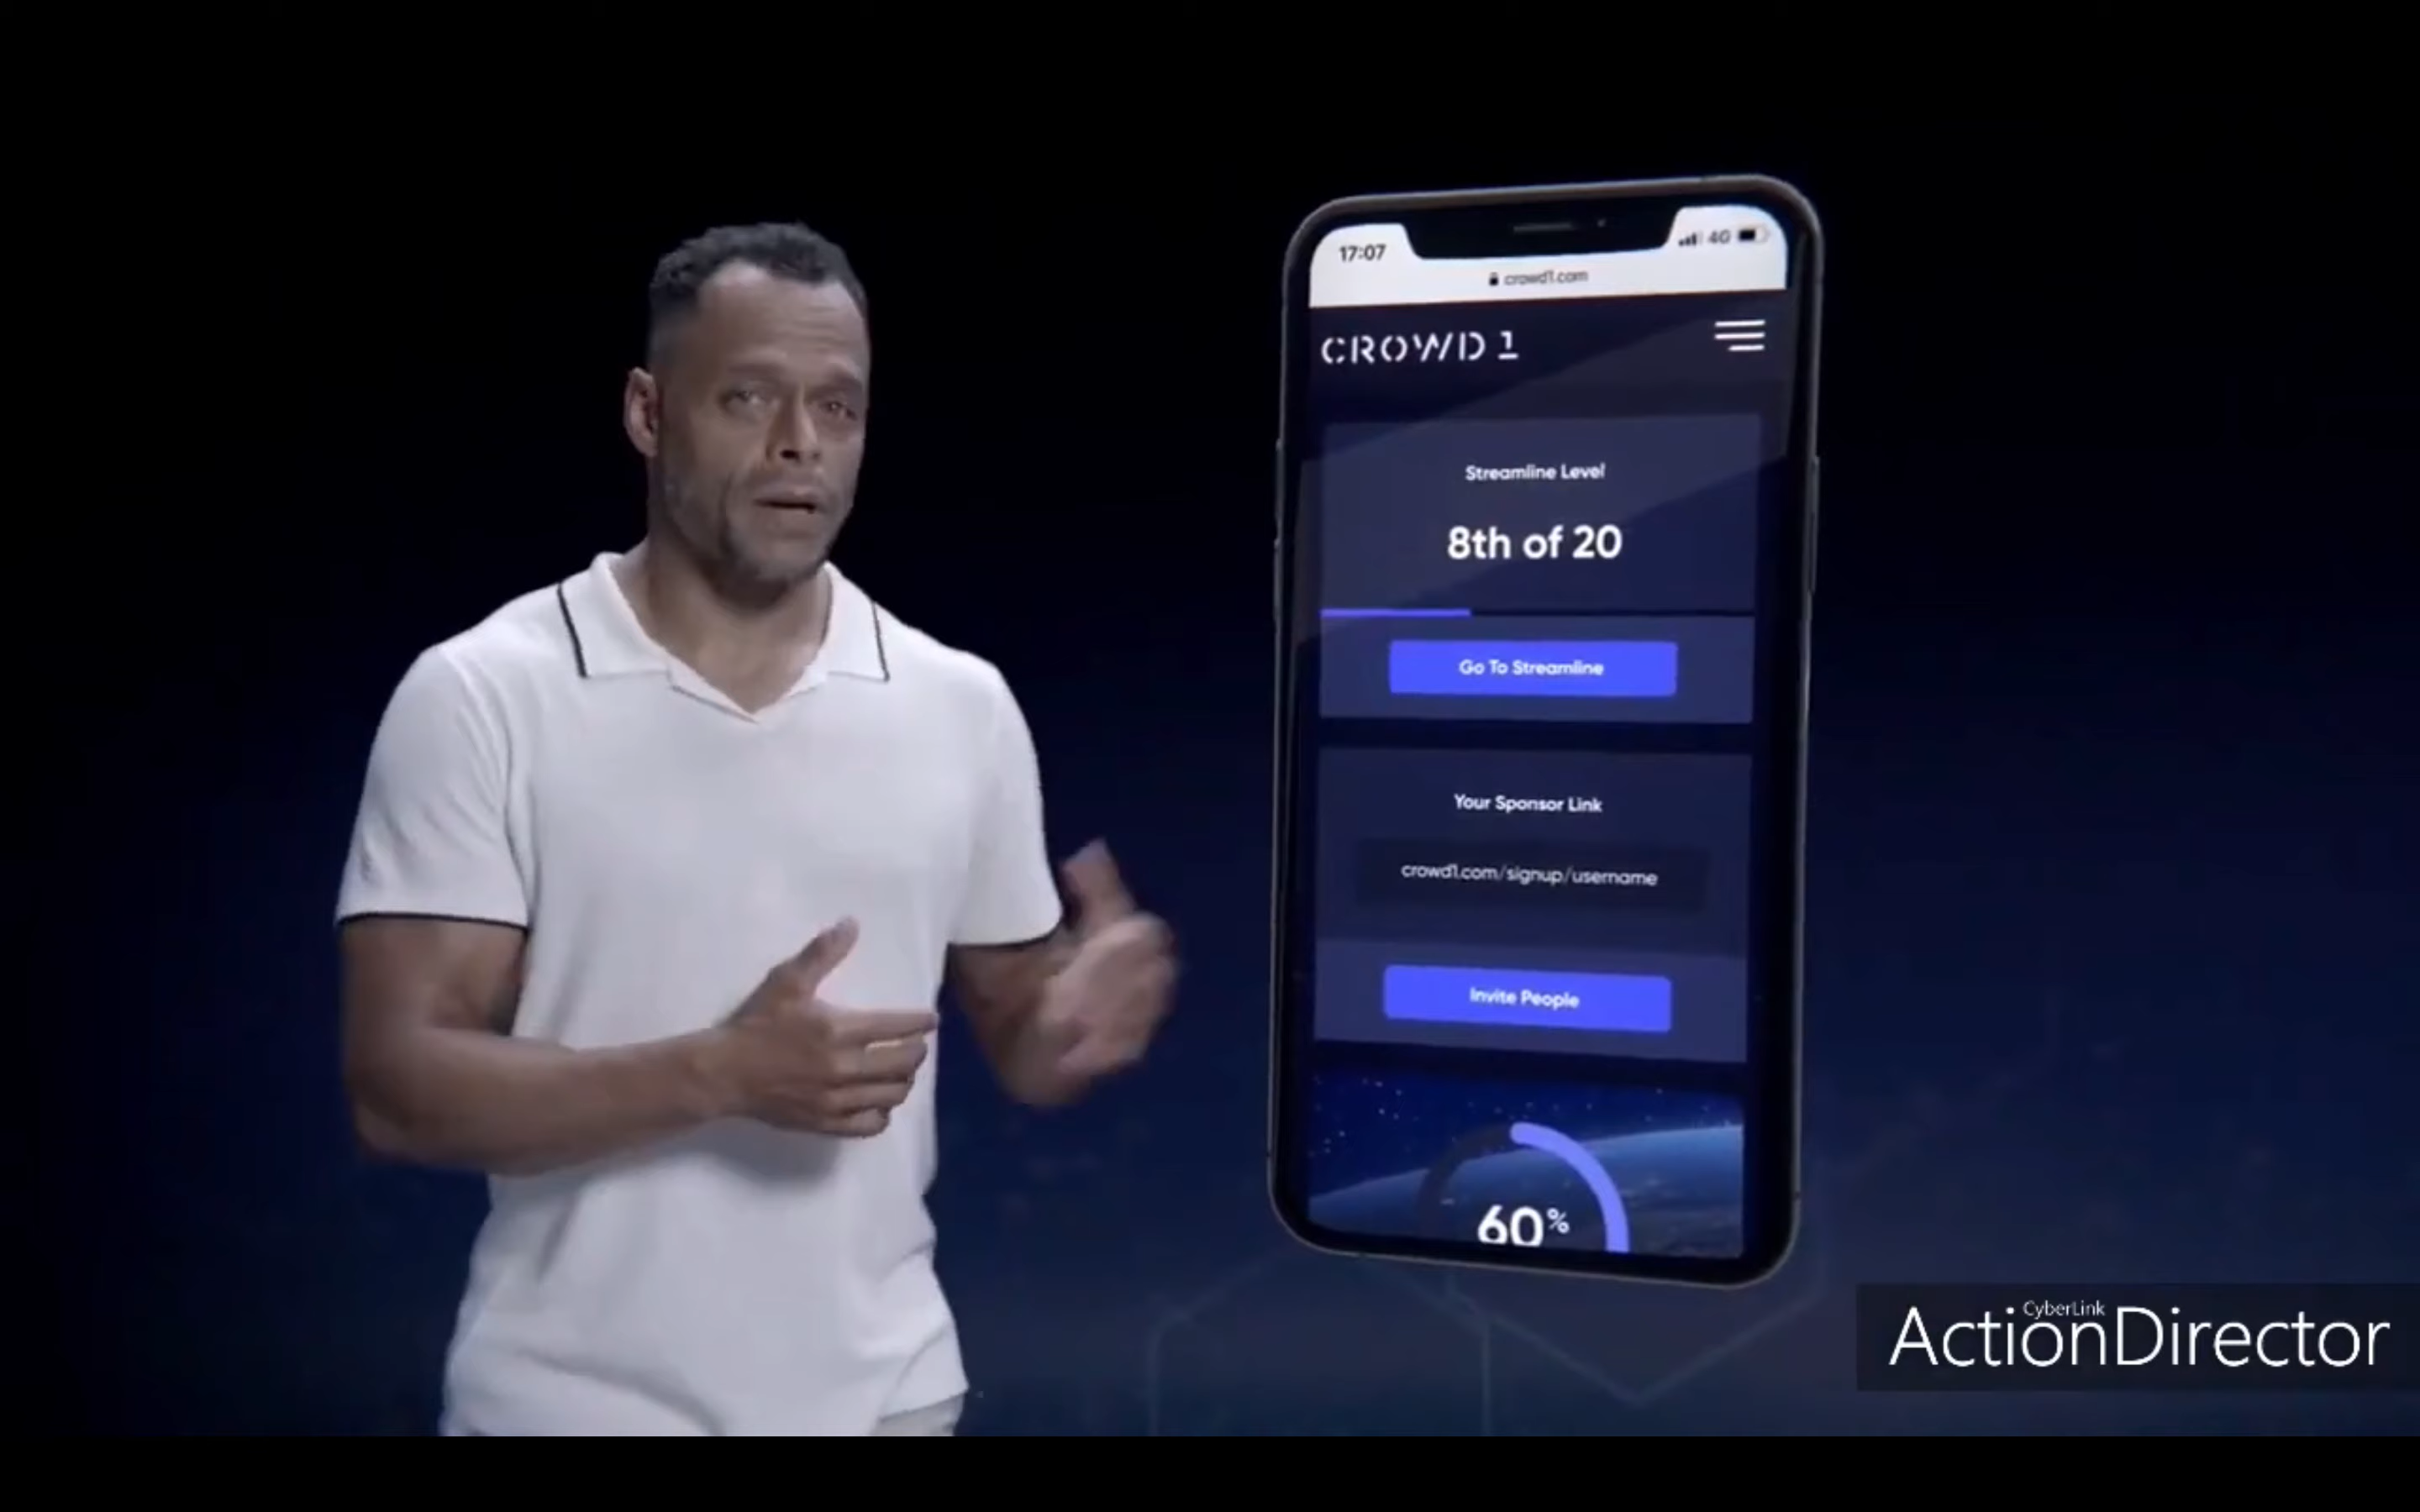 17:07
4G
crowd1.com
CROWD 1
Streamline Level
8th of 20
Go To Streamline
Your Sponsor Link
crowd1.com/signup/username
Invite People
60%
CyberLink
ActionDirector